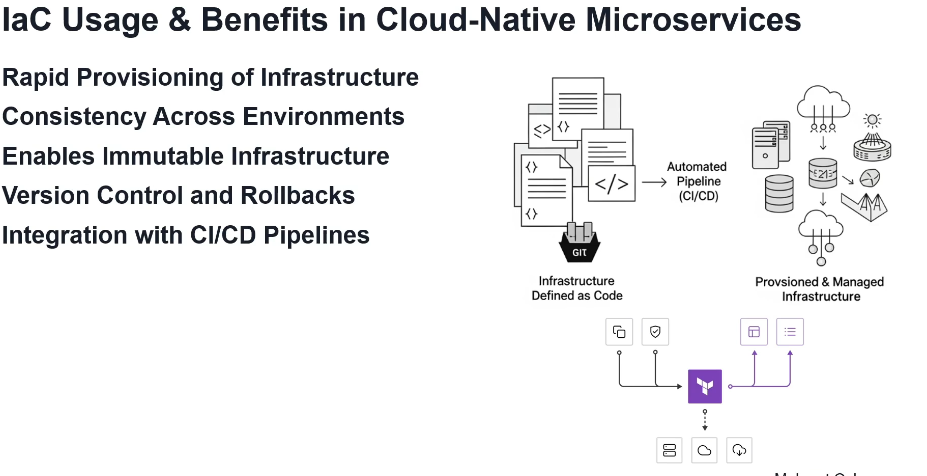 IaC Usage & Benefits in Cloud-Native Microservices
Rapid Provisioning of Infrastructure
Consistency Across Environments
Enables Immutable Infrastructure
Version Control and Rollbacks
Integration with CI/CD Pipelines
<>
{}
</>
<>
<>
GIT
Infrastructure
Defined as Code
Automated
Pipeline
(CI/CD)
Provsioned & Managed
Infrastructure